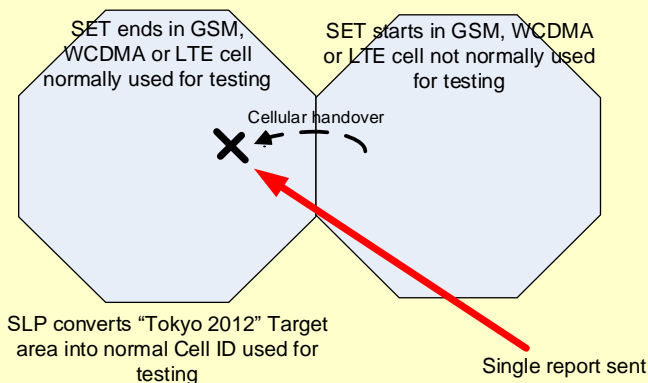 SET ends in GSM,
WCDMA or LTE cell
normally used for
testing
SET starts in GSM, WCDMA
or LTE cell not normally used
for testing
Cellular handover
SLP converts “Tokyo 2012” Target
area into normal Cell ID used for
testing
Single report sent